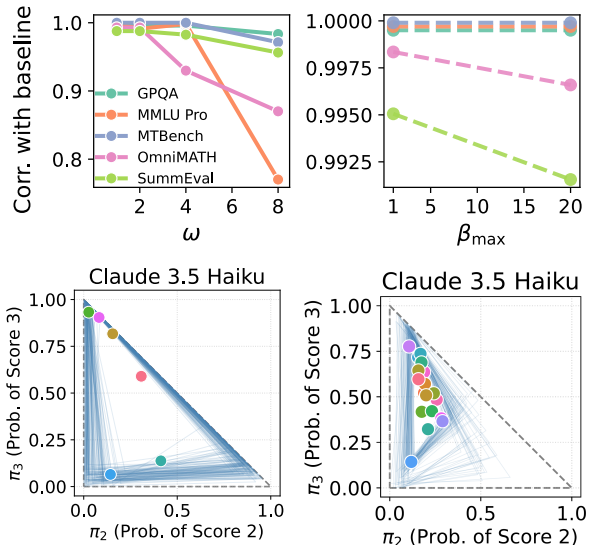 Corr. with baseline
1.0
0.9
0.8
GPQA
MMLU Pro
MTBench
OmniMATH
SummEval
2 4 6 8
ω
1.0000
0.9975
0.9950
0.9925
1 5 10 15 20
β_max
Claude 3.5 Haiku
π₃ (Prob. of Score 3)
1.00
0.75
0.50
0.25
0.00
0.0 0.5 1.0
π₂ (Prob. of Score 2)
Claude 3.5 Haiku
π₃ (Prob. of Score 3)
1.00
0.75
0.50
0.25
0.00
0.0 0.5 1.0
π₂ (Prob. of Score 2)